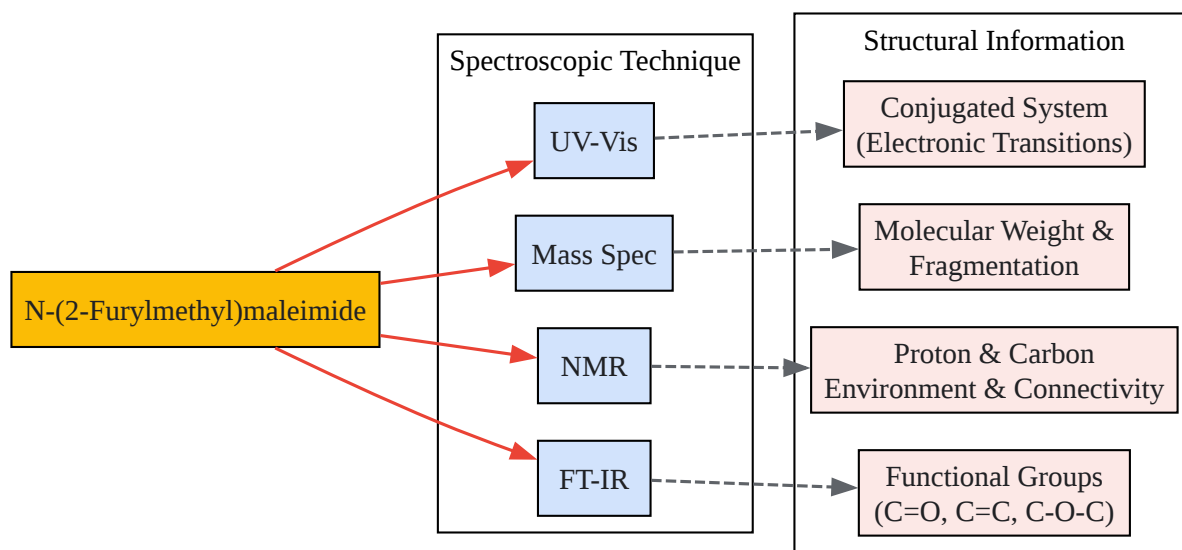 Structural Information
Spectroscopic Technique
Conjugated System
(Electronic Transitions)
UV-Vis
Molecular Weight &
Fragmentation
Mass Spec
N-(2-Furylmethyl)maleimide
Proton & Carbon
Environment & Connectivity
NMR
Functional Groups
(C=O, C=C, C-O-C)
FT-IR